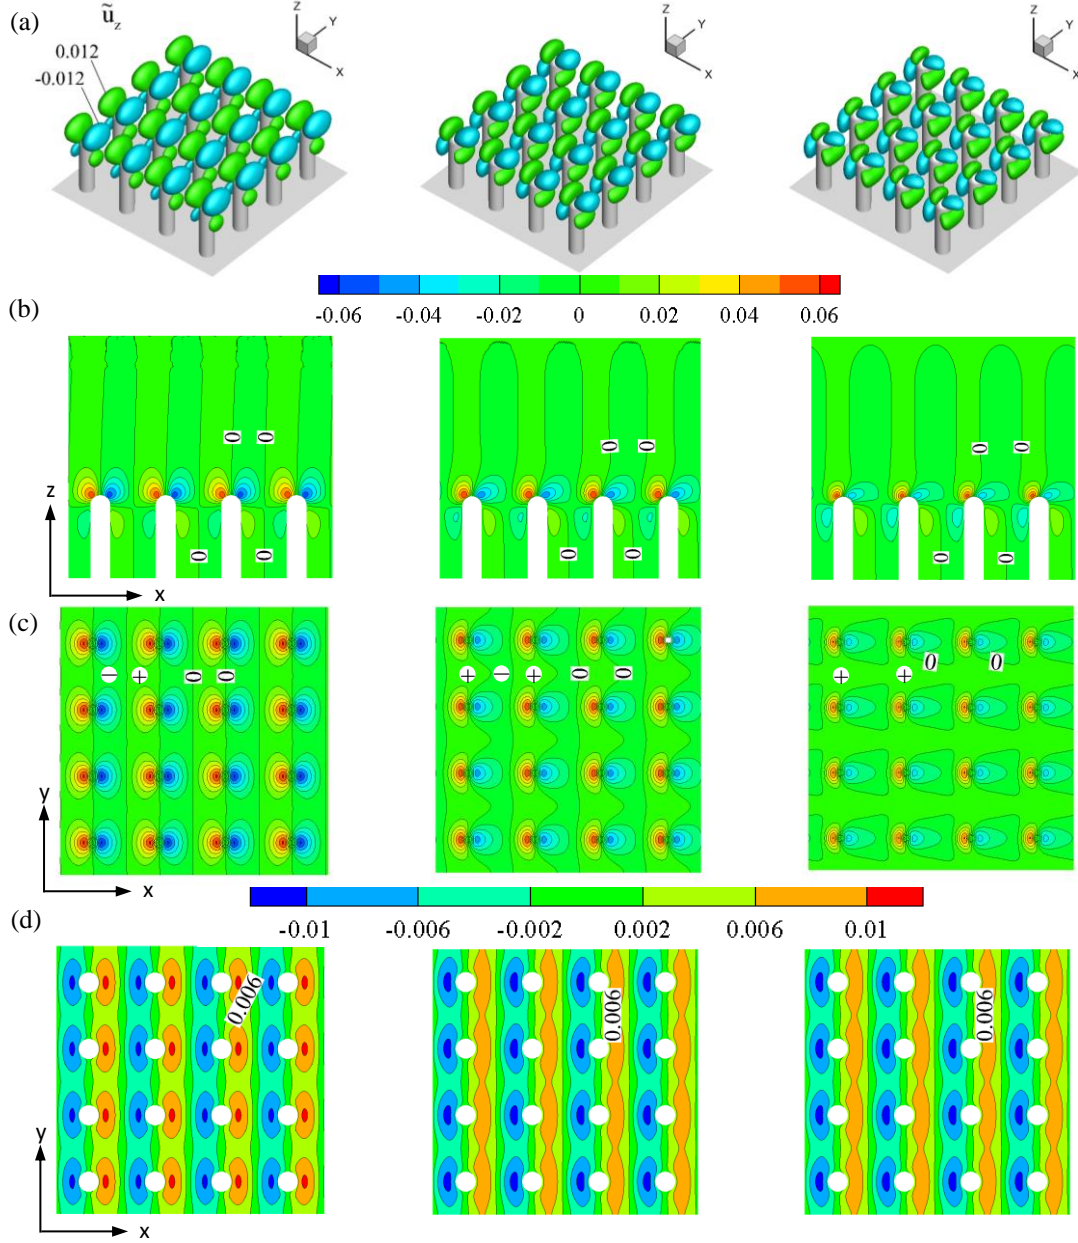 (a)
ũz
0.012
-0.012
Z
Y
X
Z
Y
X
Z
Y
X
-0.06 -0.04 -0.02 0 0.02 0.04 0.06
(b)
0 0
0 0
0 0
0 0
0 0
0 0
z
x
(c)
− + 0 0
+ − + 0 0
+ + 0 0
y
x
-0.01 -0.006 -0.002 0.002 0.006 0.01
(d)
0.006
0.006
0.006
y
x